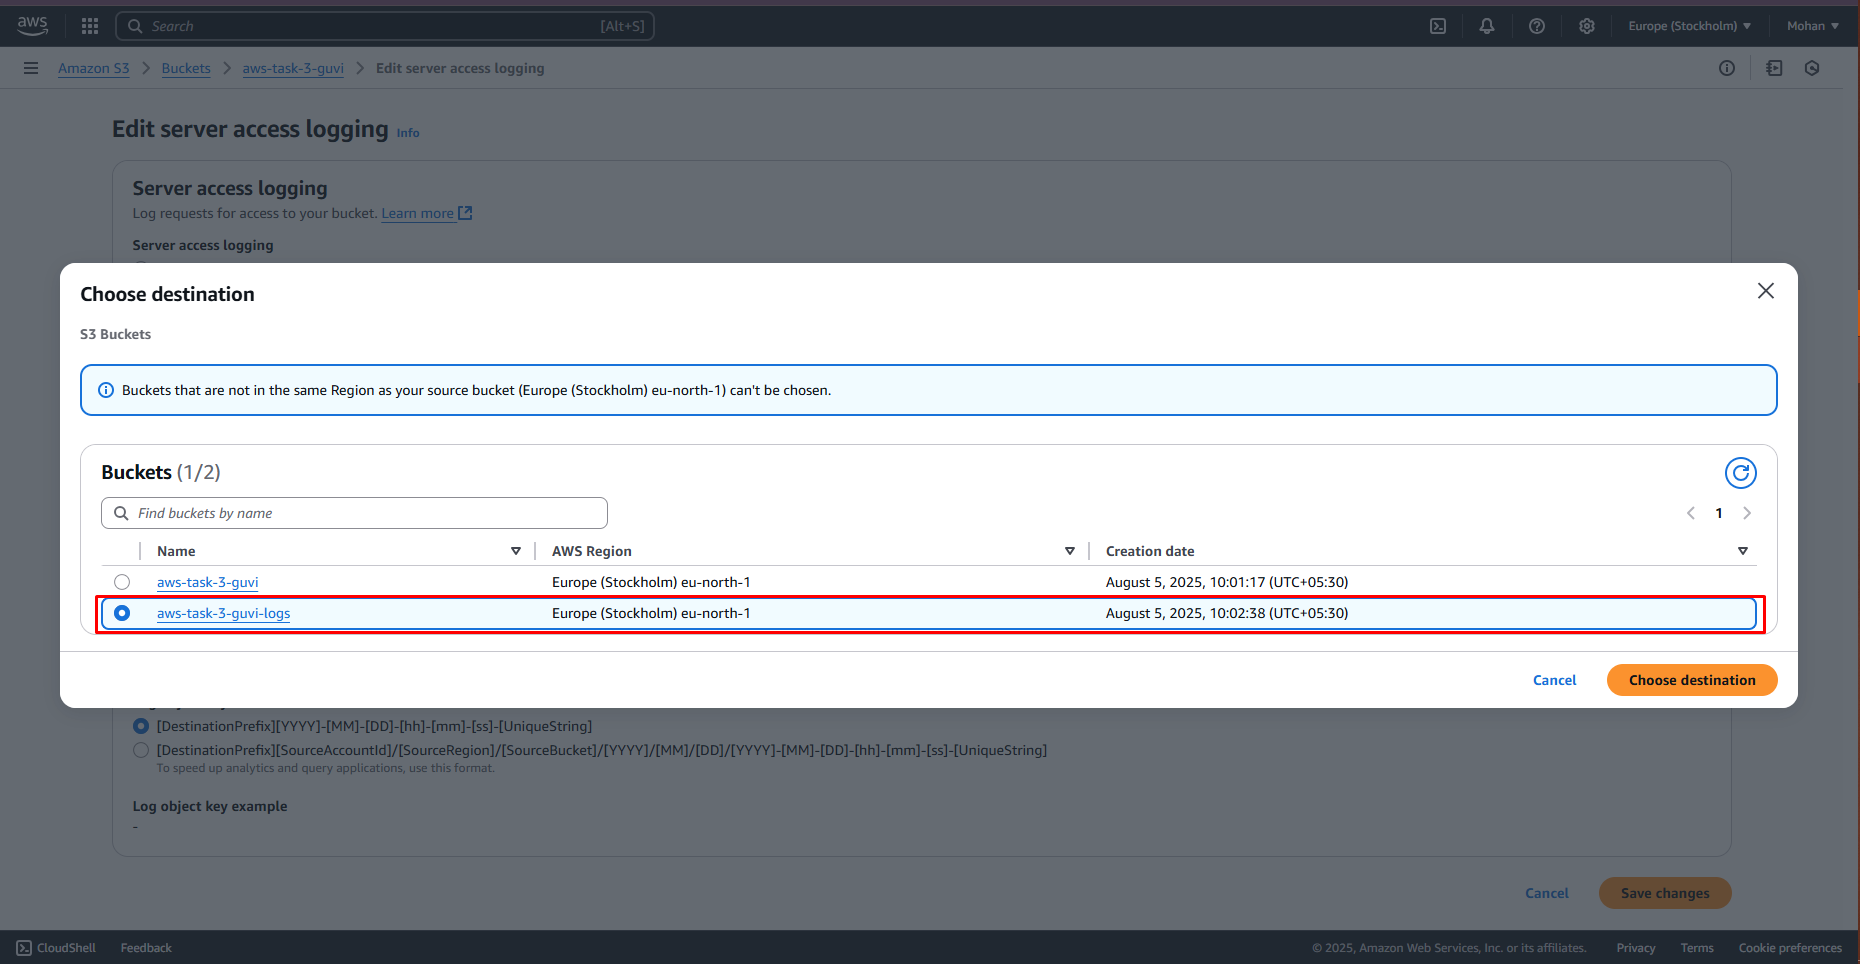 aws Search [Alt+S] Europe (Stockholm) Mohan
Amazon S3 Buckets aws-task-3-guvi Edit server access logging
Edit server access logging Info
Server access logging
Log requests for access to your bucket. Learn more
Server access logging
Choose destination
S3 Buckets
Buckets that are not in the same Region as your source bucket (Europe (Stockholm) eu-north-1) can't be chosen.
Buckets (1/2)
Find buckets by name
1
Name AWS Region Creation date
aws-task-3-guvi Europe (Stockholm) eu-north-1 August 5, 2025, 10:01:17 (UTC+05:30)
aws-task-3-guvi-logs Europe (Stockholm) eu-north-1 August 5, 2025, 10:02:38 (UTC+05:30)
Cancel Choose destination
[DestinationPrefix][YYYY]-[MM]-[DD]-[hh]-[mm]-[ss]-[UniqueString]
[DestinationPrefix][SourceAccountId]/[SourceRegion]/[SourceBucket]/[YYYY]/[MM]/[DD]/[YYYY]-[MM]-[DD]-[hh]-[mm]-[ss]-[UniqueString]
To speed up analytics and query applications, use this format.
Log object key example
-
Cancel Save changes
CloudShell Feedback © 2025, Amazon Web Services, Inc. or its affiliates. Privacy Terms Cookie preferences